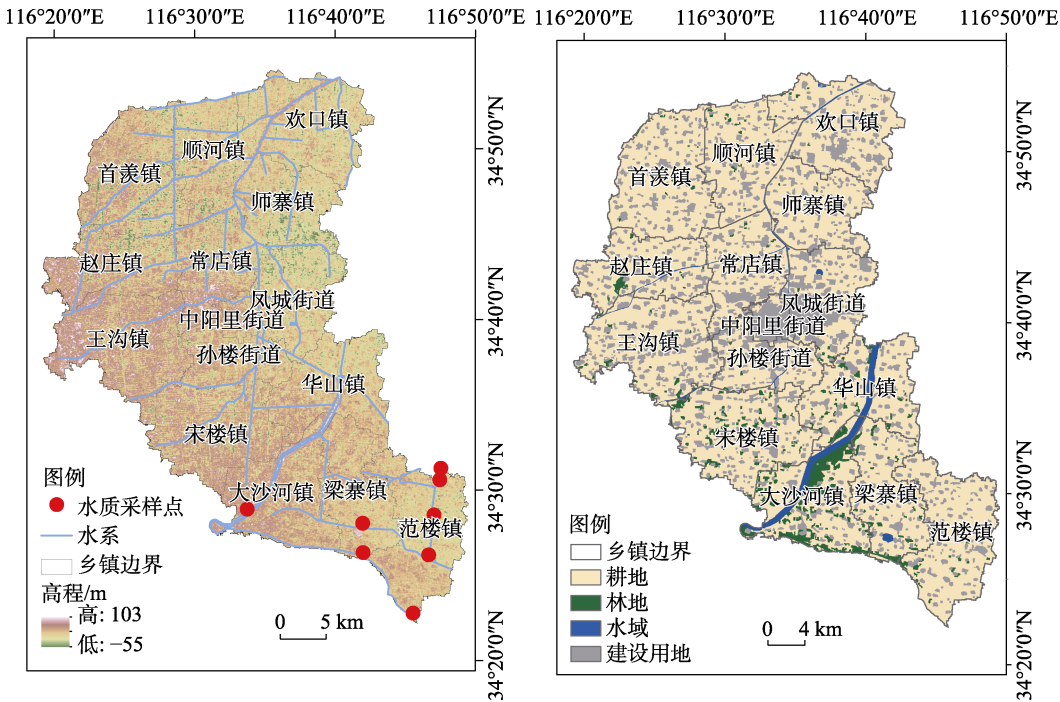 116°20′0″E 116°30′0″E 116°40′0″E 116°50′0″E
欢口镇
顺河镇
首羡镇
师寨镇
赵庄镇
常店镇
凤城街道
中阳里街道
王沟镇
孙楼街道
华山镇
宋楼镇
大沙河镇
梁寨镇
范楼镇
34°50′0″N
34°40′0″N
34°30′0″N
34°20′0″N
图例
水质采样点
水系
乡镇边界
高程/m
高: 103
低: −55
0 5 km
116°20′0″E 116°30′0″E 116°40′0″E 116°50′0″E
欢口镇
顺河镇
首羡镇
师寨镇
赵庄镇
常店镇
凤城街道
中阳里街道
王沟镇
孙楼街道
华山镇
宋楼镇
大沙河镇
梁寨镇
范楼镇
34°50′0″N
34°40′0″N
34°30′0″N
34°20′0″N
图例
乡镇边界
耕地
林地
水域
建设用地
0 4 km